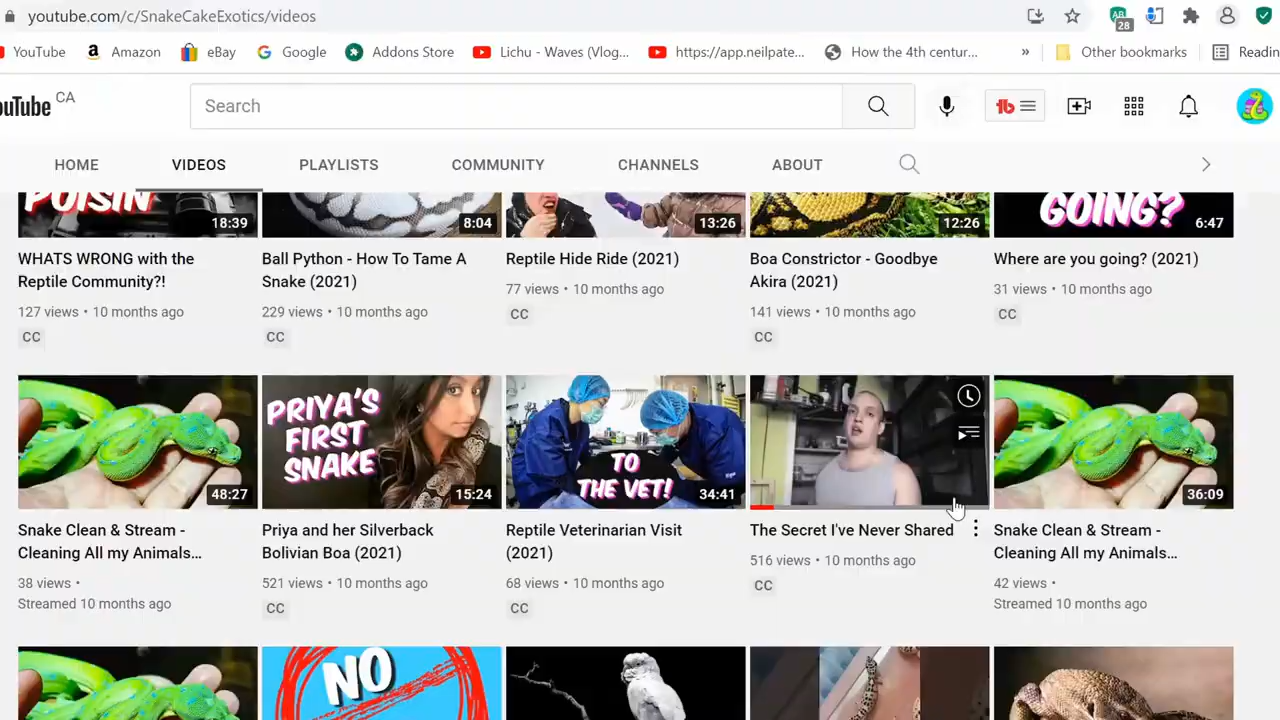 youtube.com/c/SnakeCakeExotics/videos
28
YouTube Amazon eBay Google Addons Store Lichu - Waves (Vlog... https://app.neilpate... How the 4th centur... » Other bookmarks Readin
ouTube CA
Search
HOME VIDEOS PLAYLISTS COMMUNITY CHANNELS ABOUT
POISIN
GOING?
18:39 8:04 13:26 12:26 6:47
WHATS WRONG with the
Reptile Community?!
127 views • 10 months ago
CC
Ball Python - How To Tame A
Snake (2021)
229 views • 10 months ago
CC
Reptile Hide Ride (2021)
77 views • 10 months ago
CC
Boa Constrictor - Goodbye
Akira (2021)
141 views • 10 months ago
CC
Where are you going? (2021)
31 views • 10 months ago
CC
48:27
Snake Clean & Stream -
Cleaning All my Animals...
38 views •
Streamed 10 months ago
PRIYA'S
FIRST
SNAKE
15:24
Priya and her Silverback
Bolivian Boa (2021)
521 views • 10 months ago
CC
TO
THE VET!
34:41
Reptile Veterinarian Visit
(2021)
68 views • 10 months ago
CC
The Secret I've Never Shared
516 views • 10 months ago
CC
36:09
Snake Clean & Stream -
Cleaning All my Animals...
42 views •
Streamed 10 months ago
NO